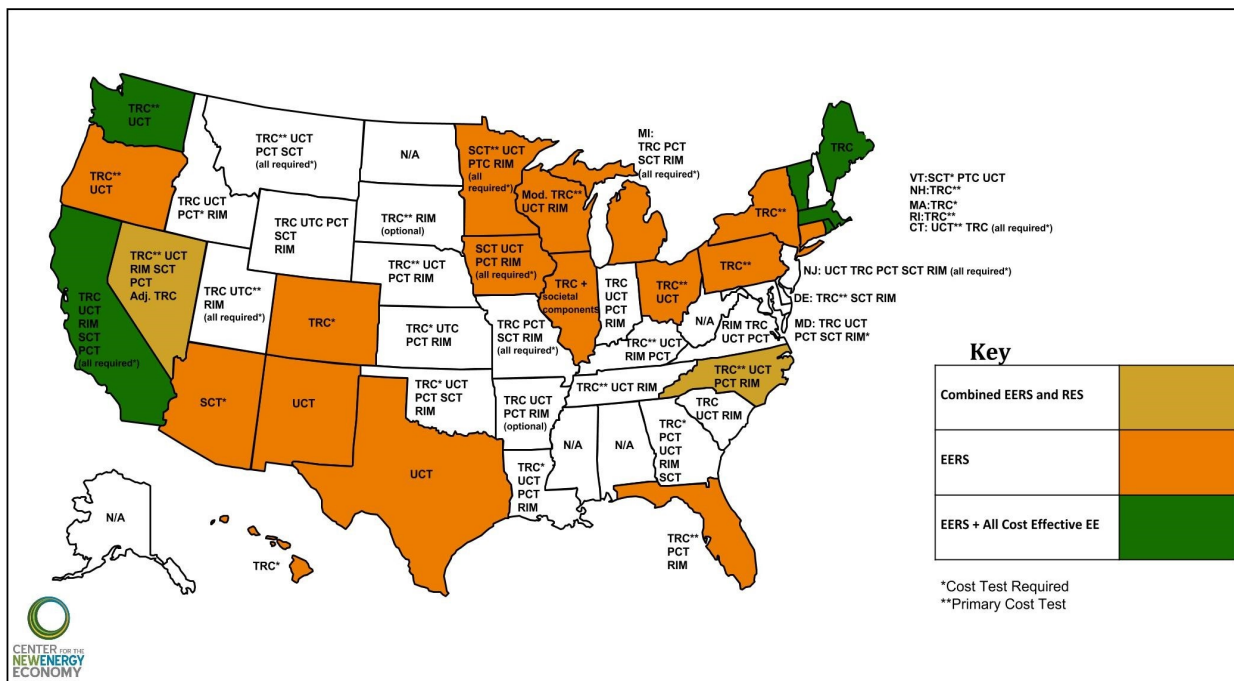 TRC**
UCT
TRC**
UCT
TRC
UCT
RIM
SCT
PCT
(all required*)
TRC** UCT
RIM SCT
PCT
Adj. TRC
TRC UCT
PCT* RIM
TRC** UCT
PCT SCT
(all required*)
TRC UTC PCT
SCT
RIM
TRC UTC**
RIM
(all required*)
TRC*
SCT*
UCT
N/A
TRC** RIM
(optional)
TRC** UCT
PCT RIM
TRC* UTC
PCT RIM
TRC* UCT
PCT SCT
RIM
UCT
SCT** UCT
PTC RIM
(all
required*)
SCT UCT
PCT RIM
(all required*)
TRC PCT
SCT RIM
(all required*)
TRC UCT
PCT RIM
(optional)
TRC*
UCT
PCT
RIM
Mod. TRC**
UCT RIM
TRC +
societal
components
MI:
TRC PCT
SCT RIM
(all required*)
TRC
UCT
PCT
RIM
TRC**
UCT
TRC** UCT
RIM PCT
TRC** UCT RIM
N/A
N/A
TRC*
PCT
UCT
RIM
SCT
TRC**
PCT
RIM
TRC
UCT RIM
TRC** UCT
PCT RIM
RIM TRC
UCT PCT
N/A
TRC**
TRC**
TRC
VT:SCT* PTC UCT
NH:TRC**
MA:TRC*
RI:TRC**
CT: UCT** TRC (all required*)
NJ: UCT TRC PCT SCT RIM (all required*)
DE: TRC** SCT RIM
MD: TRC UCT
PCT SCT RIM*
N/A
TRC*
Key
Combined EERS and RES
EERS
EERS + All Cost Effective EE
*Cost Test Required
**Primary Cost Test
CENTER FOR THE
NEW ENERGY
ECONOMY